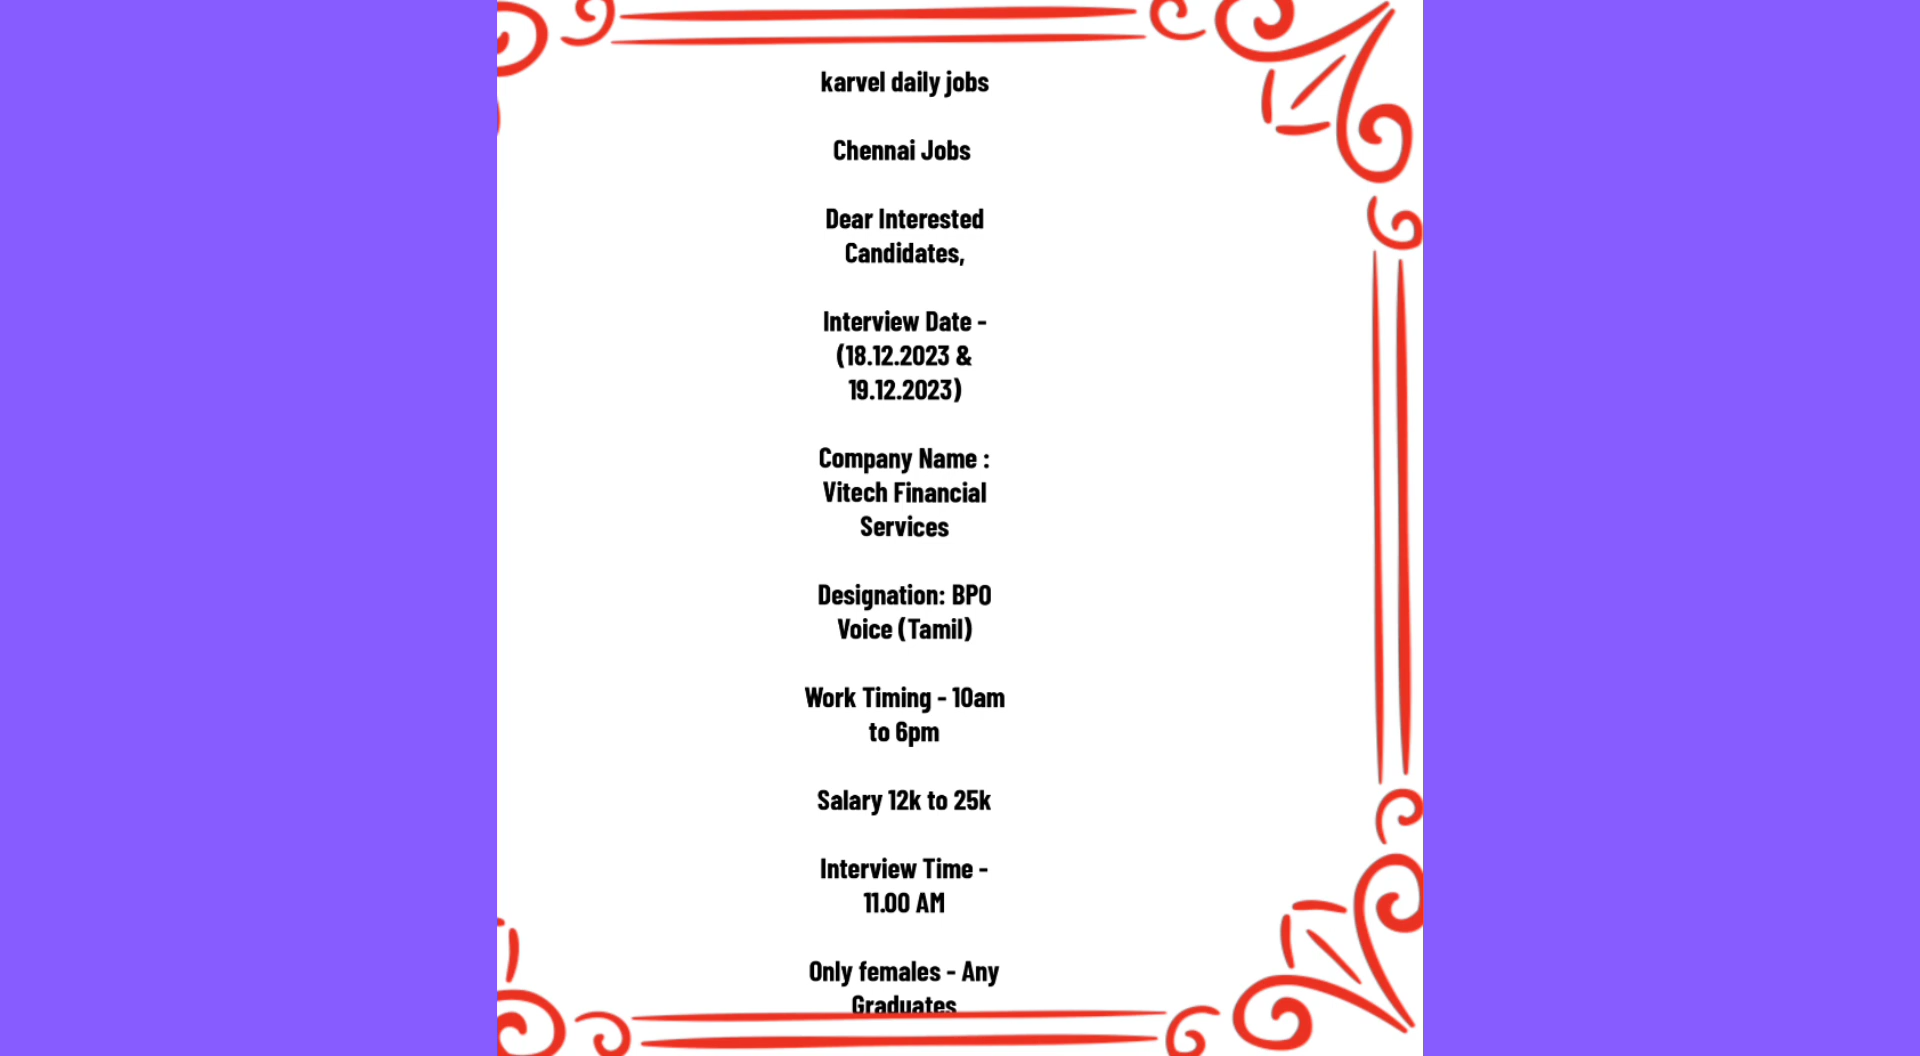 karvel daily jobs
Chennai Jobs
Dear Interested
Candidates,
Interview Date -
(18.12.2023 &
19.12.2023)
Company Name :
Vitech Financial
Services
Designation: BPO
Voice (Tamil)
Work Timing - 10am
to 6pm
Salary 12k to 25k
Interview Time -
11.00 AM
Only females - Any
Graduates